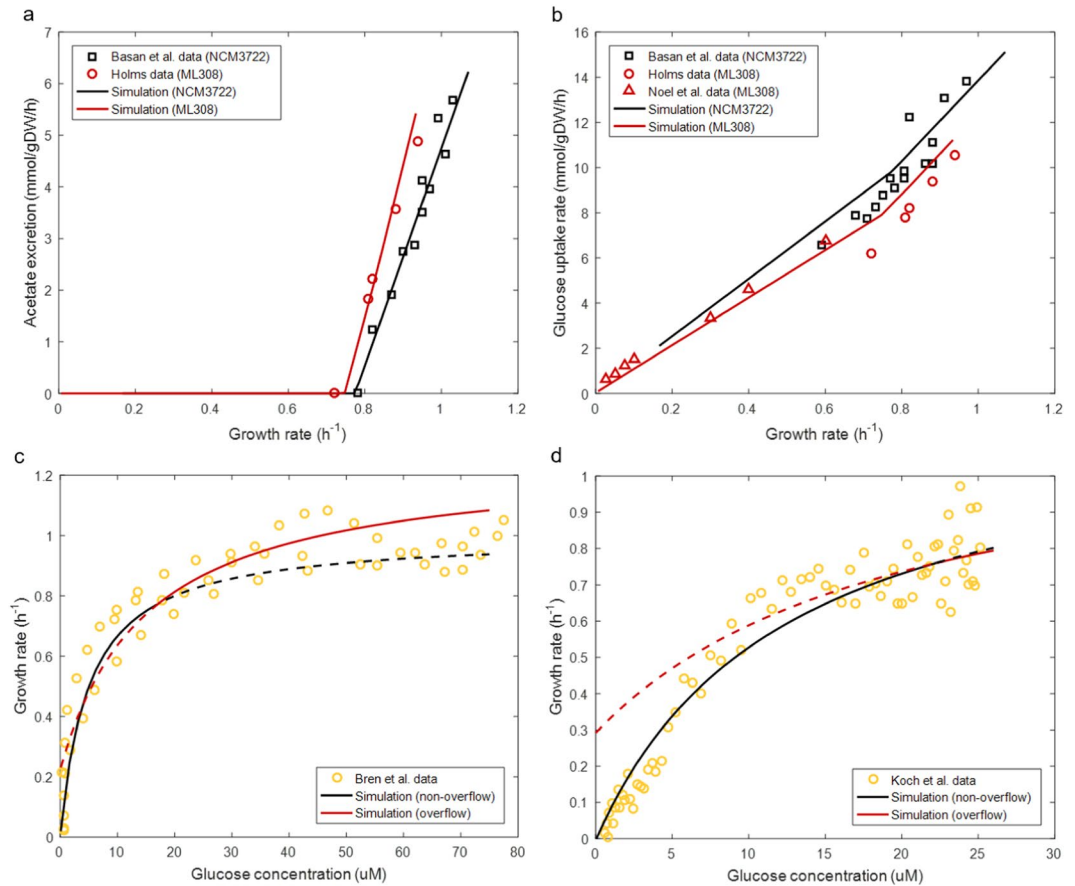 a
Basan et al. data (NCM3722)
Holms data (ML308)
Simulation (NCM3722)
Simulation (ML308)
Acetate excretion (mmol/gDW/h)
7
6
5
4
3
2
1
0
0 0.2 0.4 0.6 0.8 1 1.2
Growth rate (h⁻¹)
b
Basan et al. data (NCM3722)
Holms data (ML308)
Noel et al. data (ML308)
Simulation (NCM3722)
Simulation (ML308)
Glucose uptake rate (mmol/gDW/h)
16
14
12
10
8
6
4
2
0
0 0.2 0.4 0.6 0.8 1 1.2
Growth rate (h⁻¹)
c
Growth rate (h⁻¹)
1.2
1
0.8
0.6
0.4
0.2
0
Bren et al. data
Simulation (non-overflow)
Simulation (overflow)
0 10 20 30 40 50 60 70 80
Glucose concentration (uM)
d
Growth rate (h⁻¹)
1
0.9
0.8
0.7
0.6
0.5
0.4
0.3
0.2
0.1
0
Koch et al. data
Simulation (non-overflow)
Simulation (overflow)
0 5 10 15 20 25 30
Glucose concentration (uM)